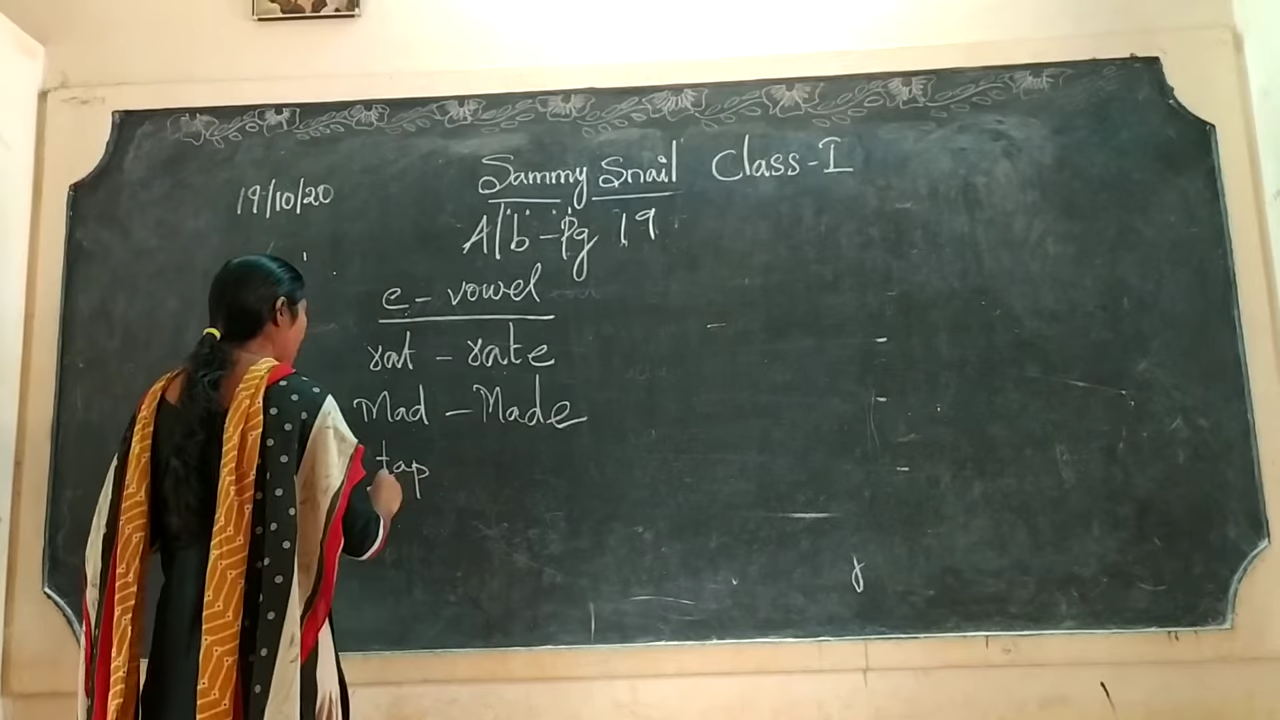 Sammy Snail Class-I
19/10/20
A/b-Pg 19
e - vowel
rat - rate
Mad - Made
tap